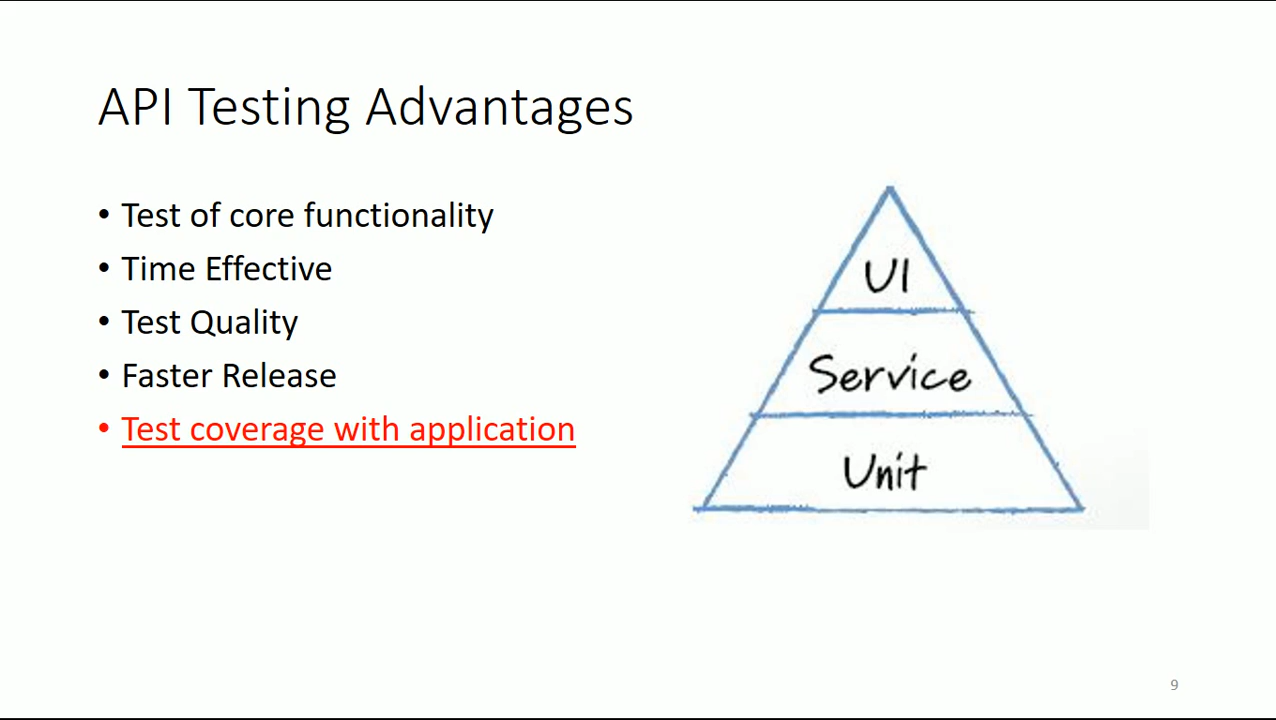 API Testing Advantages
• Test of core functionality
• Time Effective
• Test Quality
• Faster Release
• Test coverage with application
UI
Service
Unit
9